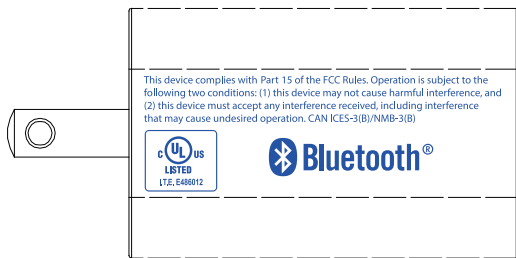 This device complies with Part 15 of the FCC Rules. Operation is subject to the
following two conditions: (1) this device may not cause harmful interference, and
(2) this device must accept any interference received, including interference
that may cause undesired operation. CAN ICES-3(B)/NMB-3(B)
C UL US
LISTED
I.T.E, E486012
Bluetooth®